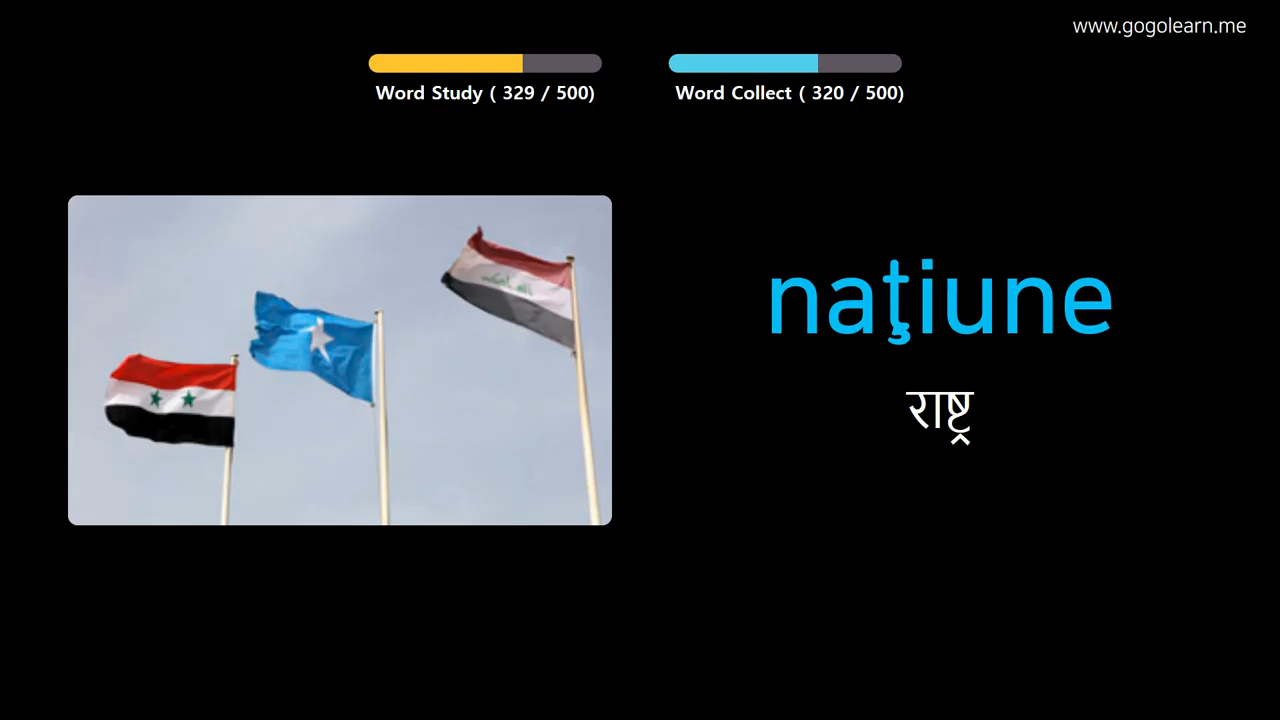 www.gogolearn.me
Word Study ( 329 / 500)
Word Collect ( 320 / 500)
naţiune
राष्ट्र